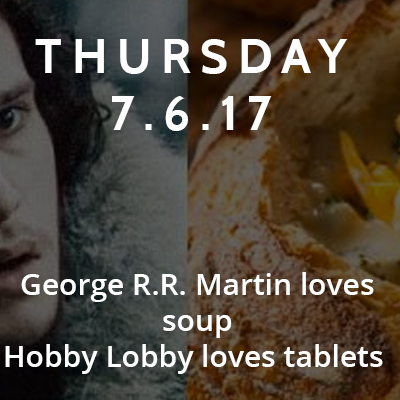 THURSDAY
7.6.17
George R.R. Martin loves
soup
Hobby Lobby loves tablets